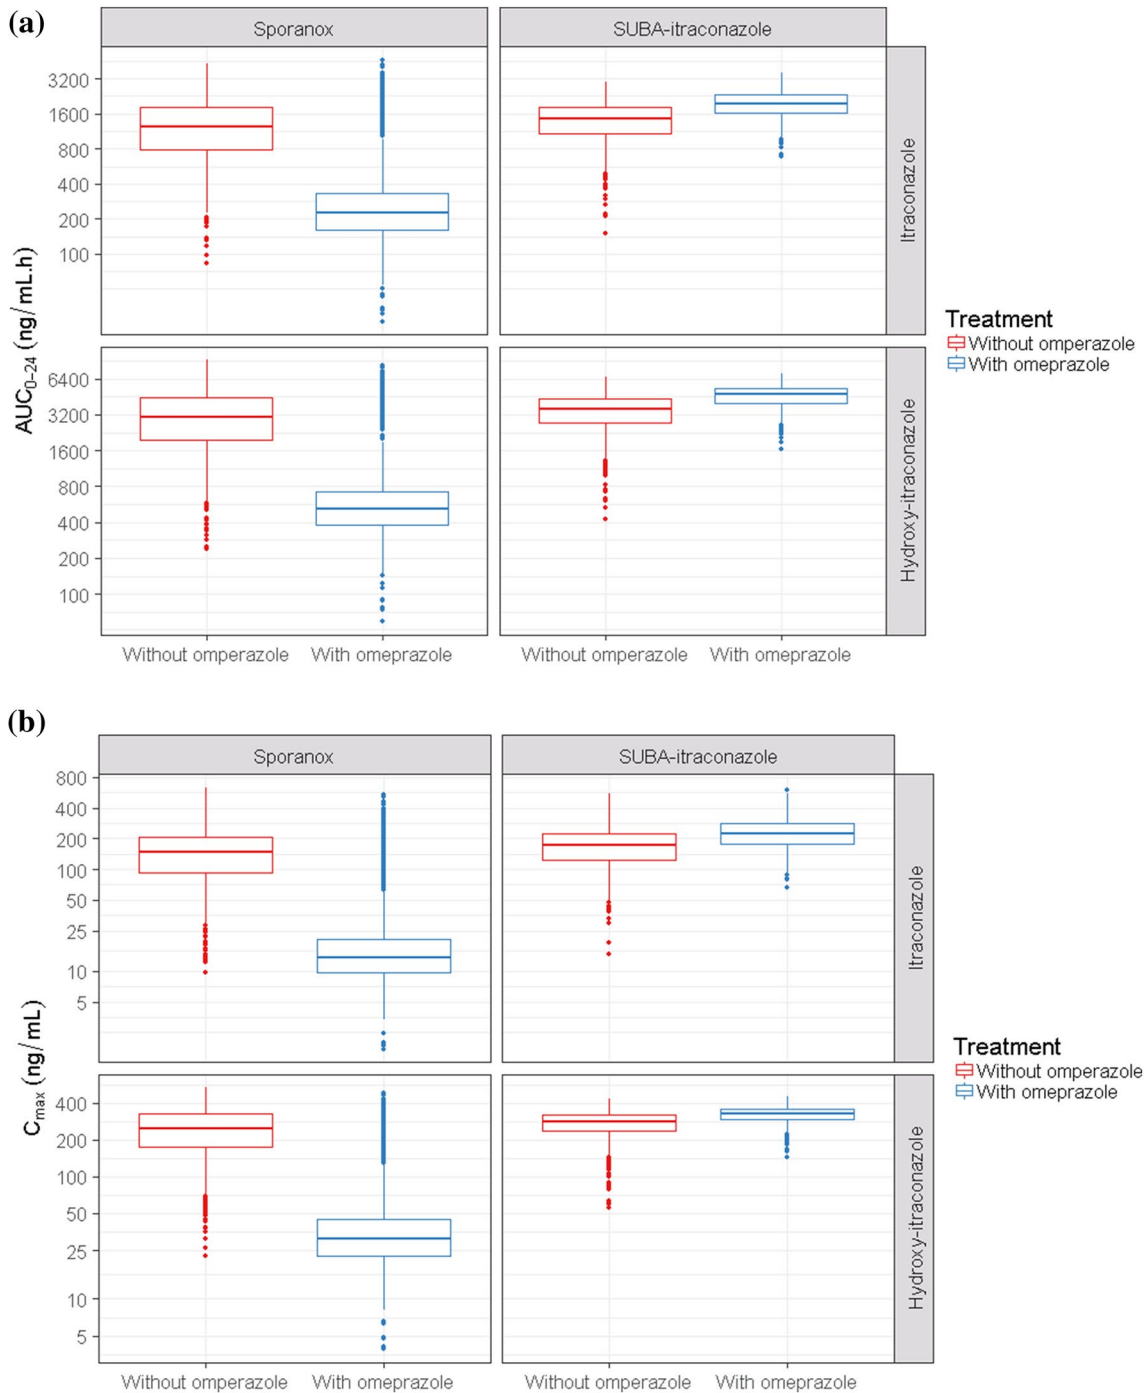 (a)
Sporanox
SUBA-itraconazole
AUC0-24 (ng/mL.h)
3200
1600
800
400
200
100
Itraconazole
6400
3200
1600
800
400
200
100
Hydroxy-itraconazole
Without omperazole
With omeprazole
Without omperazole
With omeprazole
Treatment
Without omperazole
With omeprazole
(b)
Sporanox
SUBA-itraconazole
Cmax (ng/mL)
800
400
200
100
50
25
10
5
Itraconazole
400
200
100
50
25
10
5
Hydroxy-itraconazole
Without omperazole
With omeprazole
Without omperazole
With omeprazole
Treatment
Without omperazole
With omeprazole